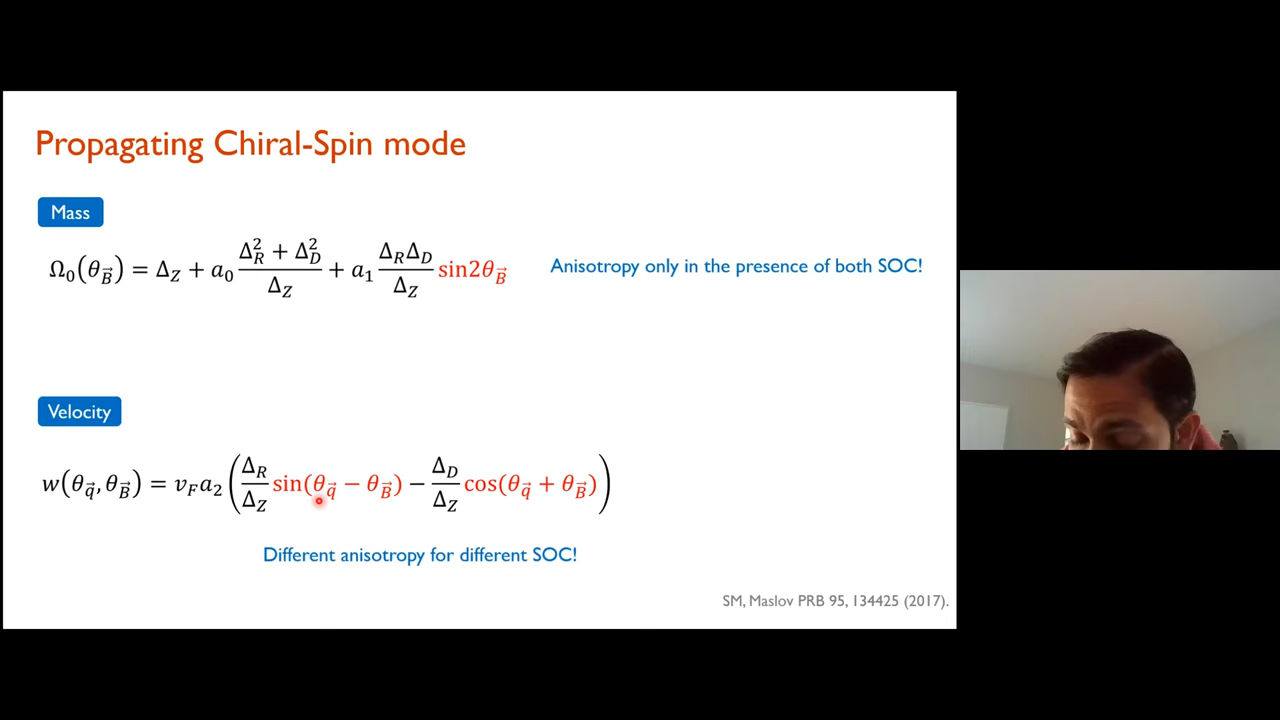 Propagating Chiral-Spin mode
Mass
Ω₀(θ_B⃗) = Δ_Z + a₀ (Δ_R² + Δ_D²)/Δ_Z + a₁ (Δ_RΔ_D)/Δ_Z sin2θ_B⃗
Anisotropy only in the presence of both SOC!
Velocity
w(θ_q⃗, θ_B⃗) = v_F a₂ (Δ_R/Δ_Z sin(θ_q⃗ − θ_B⃗) − Δ_D/Δ_Z cos(θ_q⃗ + θ_B⃗))
Different anisotropy for different SOC!
SM, Maslov PRB 95, 134425 (2017).